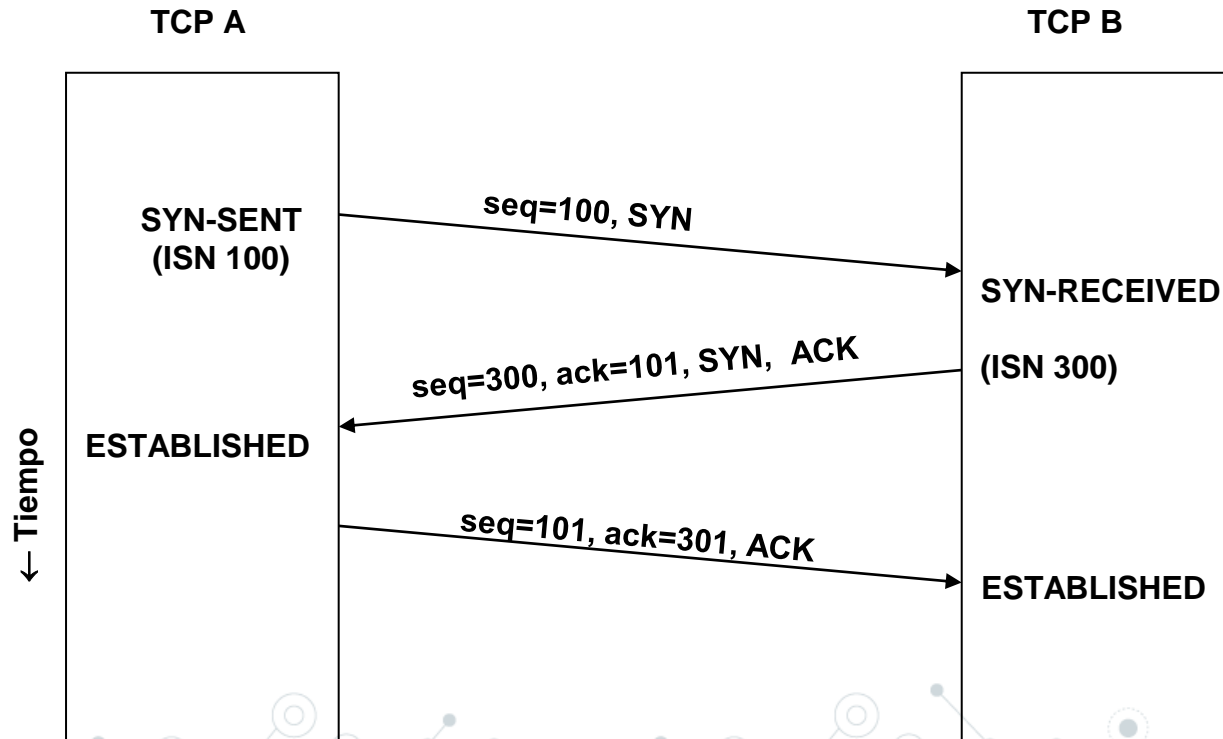 TCP A
TCP B
seq=100, SYN
SYN-SENT
(ISN 100)
SYN-RECEIVED
seq=300, ack=101, SYN, ACK
(ISN 300)
ESTABLISHED
← Tiempo
seq=101, ack=301, ACK
ESTABLISHED